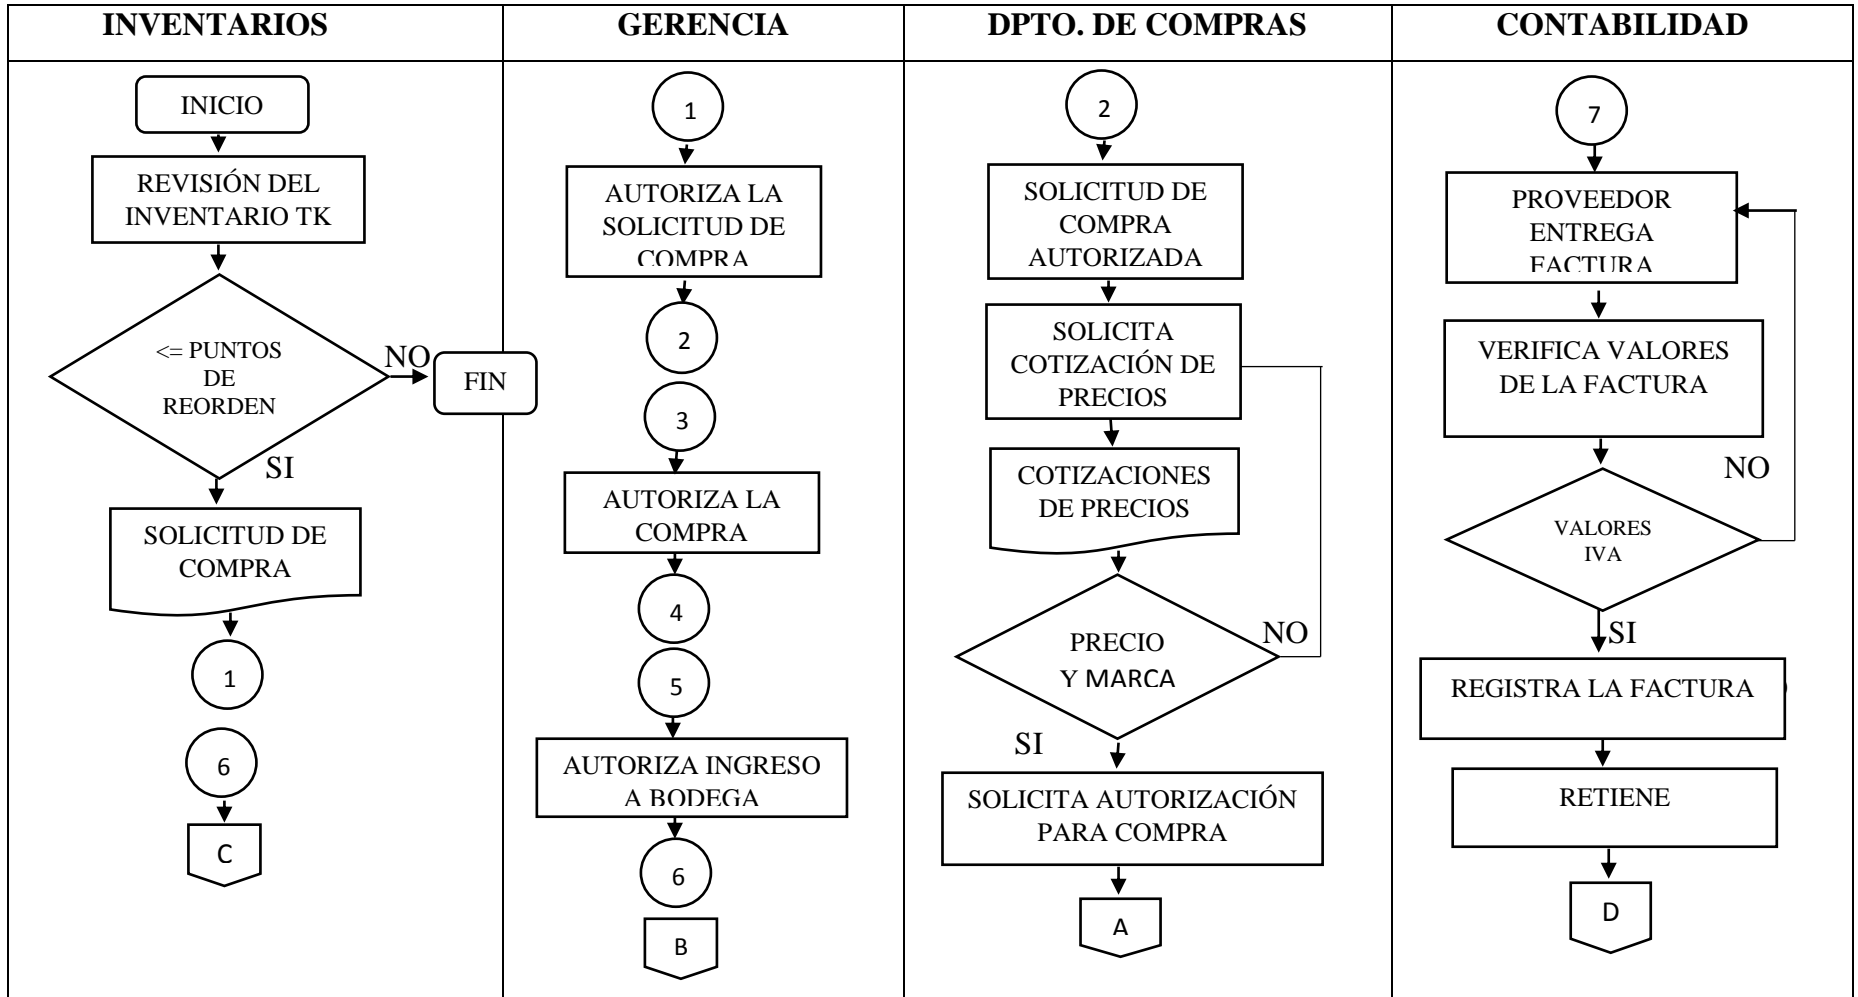 INVENTARIOS
GERENCIA
DPTO. DE COMPRAS
CONTABILIDAD
INICIO
REVISIÓN DEL
INVENTARIO TK
<= PUNTOS
DE
REORDEN
NO
FIN
SI
SOLICITUD DE
COMPRA
1
6
C
1
AUTORIZA LA
SOLICITUD DE
COMPRA
2
3
AUTORIZA LA
COMPRA
4
5
AUTORIZA INGRESO
A BODEGA
6
B
2
SOLICITUD DE
COMPRA
AUTORIZADA
SOLICITA
COTIZACIÓN DE
PRECIOS
COTIZACIONES
DE PRECIOS
PRECIO
Y MARCA
NO
SI
SOLICITA AUTORIZACIÓN
PARA COMPRA
A
7
PROVEEDOR
ENTREGA
FACTURA
VERIFICA VALORES
DE LA FACTURA
NO
VALORES
IVA
SI
REGISTRA LA FACTURA
RETIENE
D